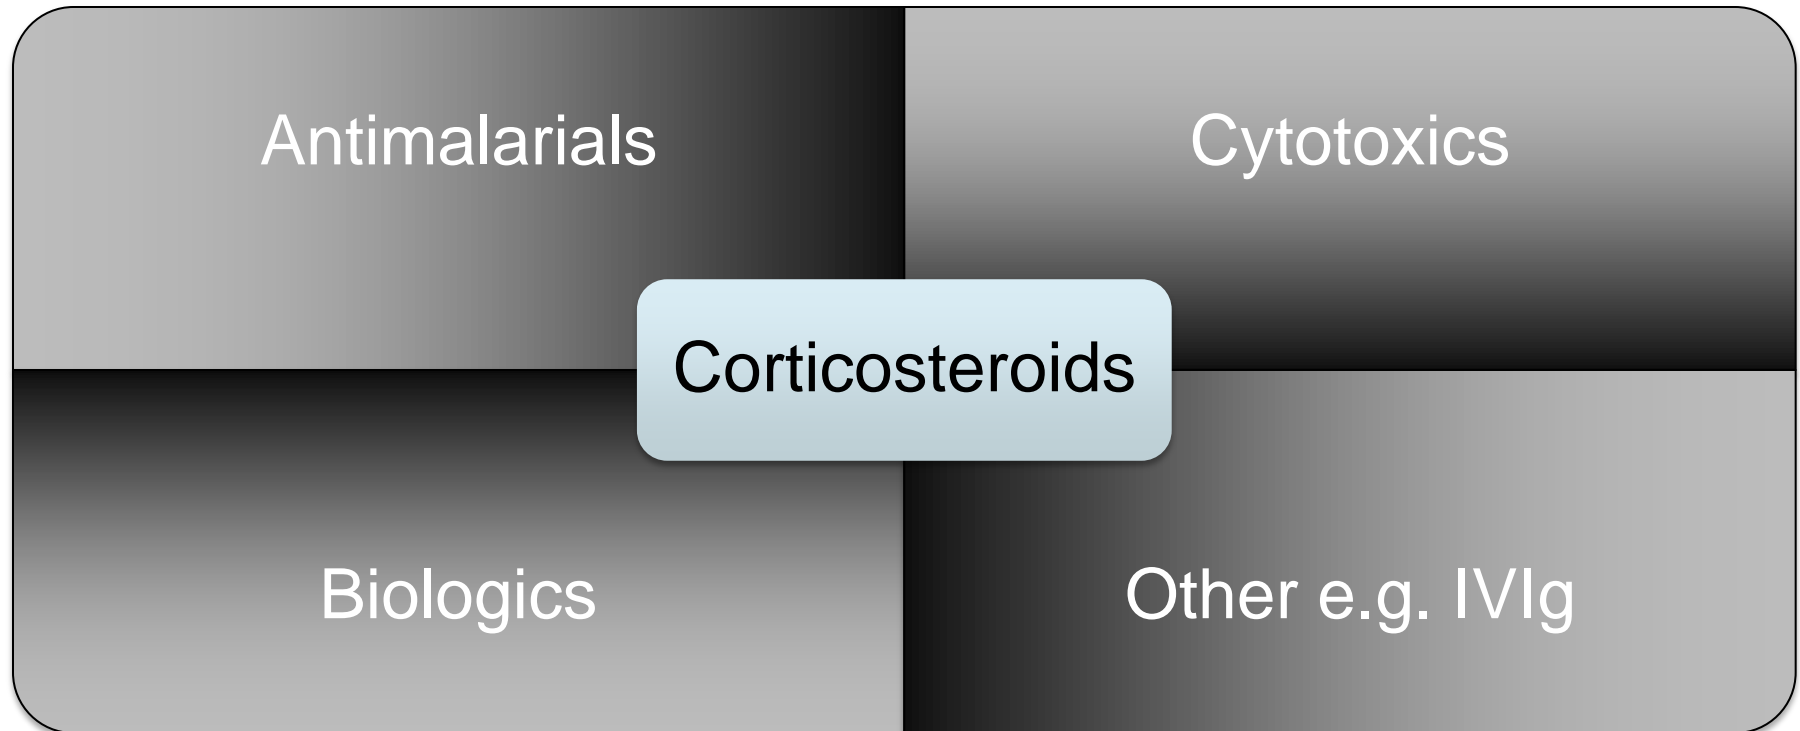 Antimalarials
Cytotoxics
Corticosteroids
Biologics
Other e.g. IVIg